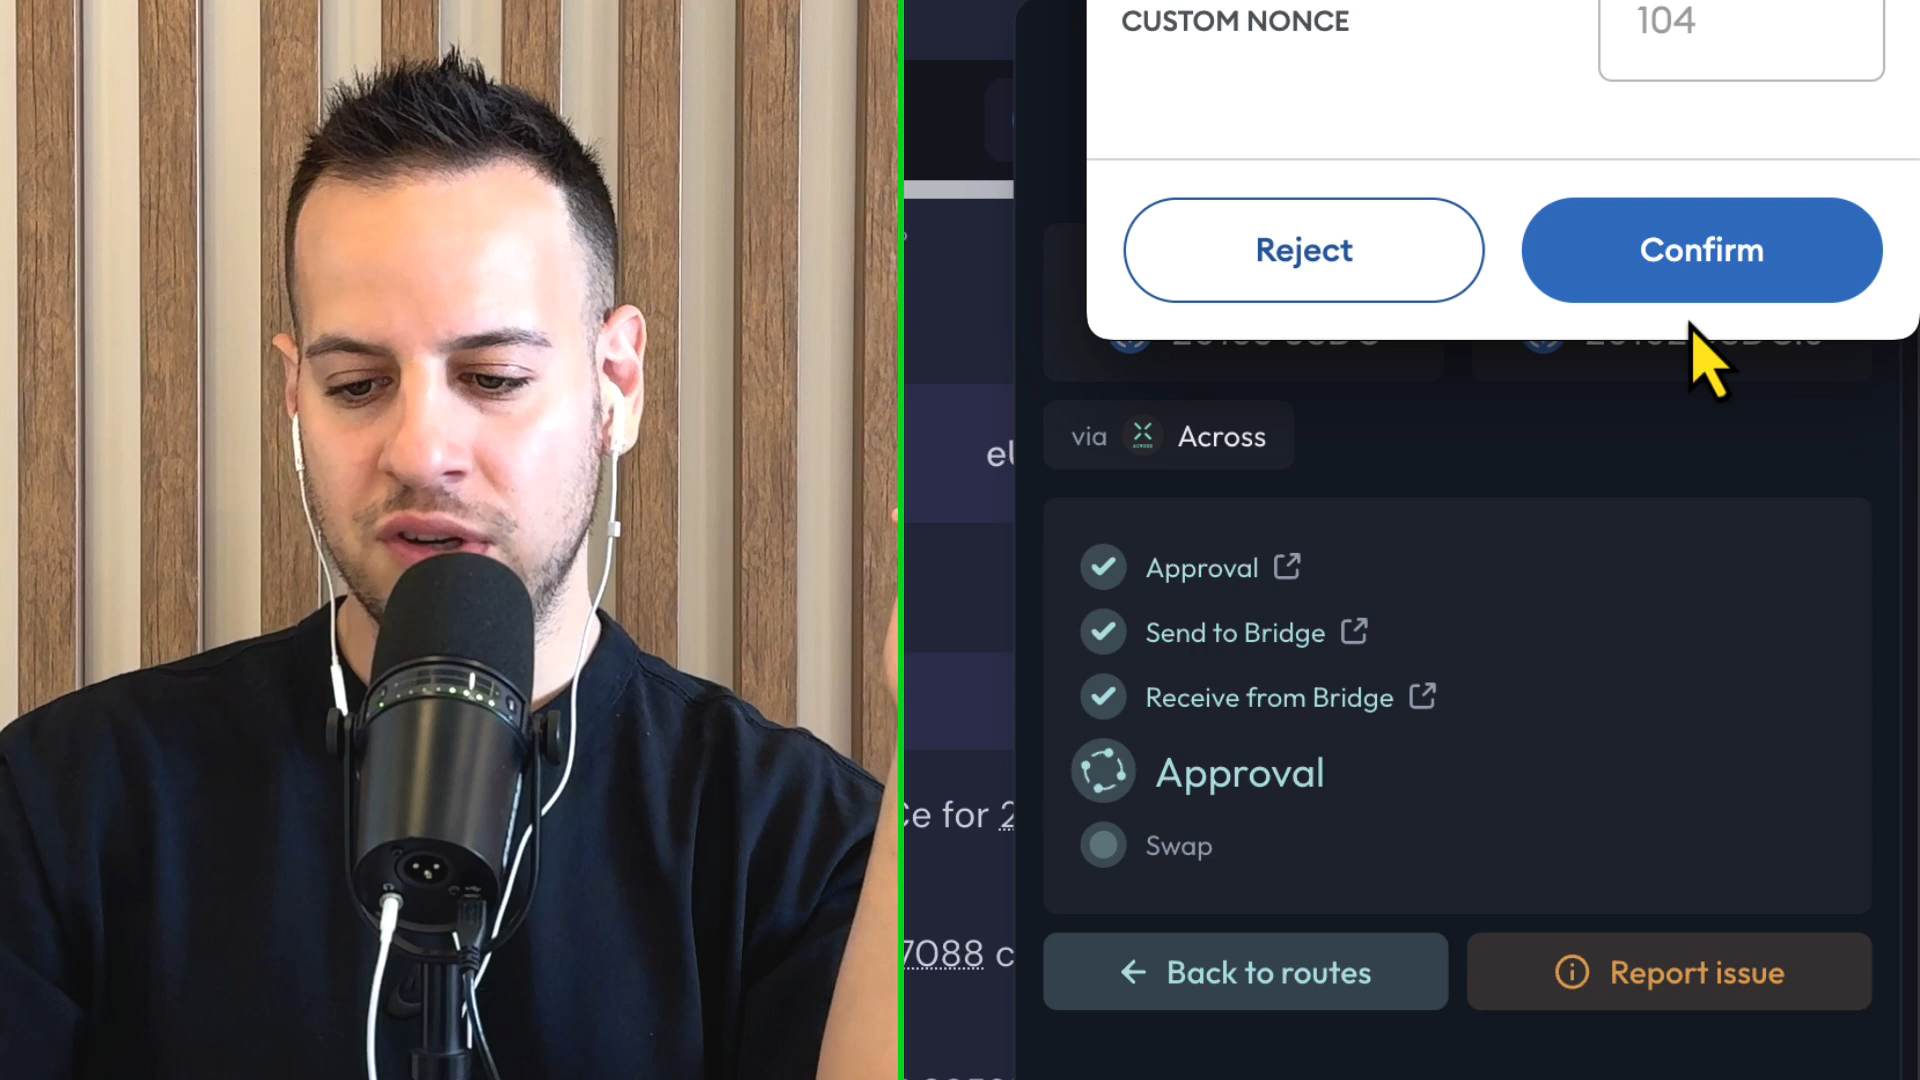 CUSTOM NONCE
104
Reject
Confirm
via
Across
Approval
Send to Bridge
Receive from Bridge
Approval
Swap
Ce for 2
7088 c
Back to routes
Report issue